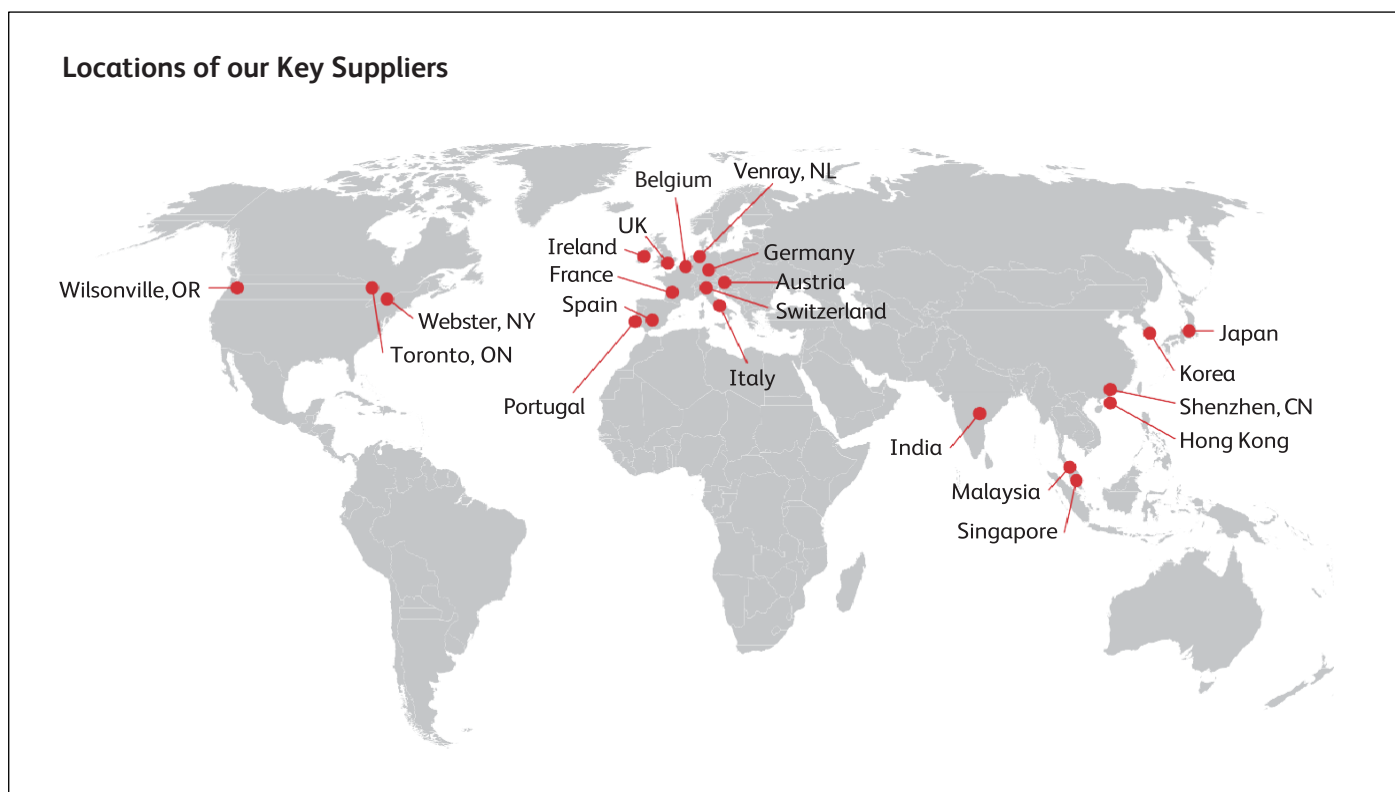 Locations of our Key Suppliers
Venray, NL
Belgium
UK
Ireland
Germany
France
Austria
Wilsonville, OR
Spain
Switzerland
Webster, NY
Japan
Toronto, ON
Korea
Italy
Portugal
Shenzhen, CN
Hong Kong
India
Malaysia
Singapore